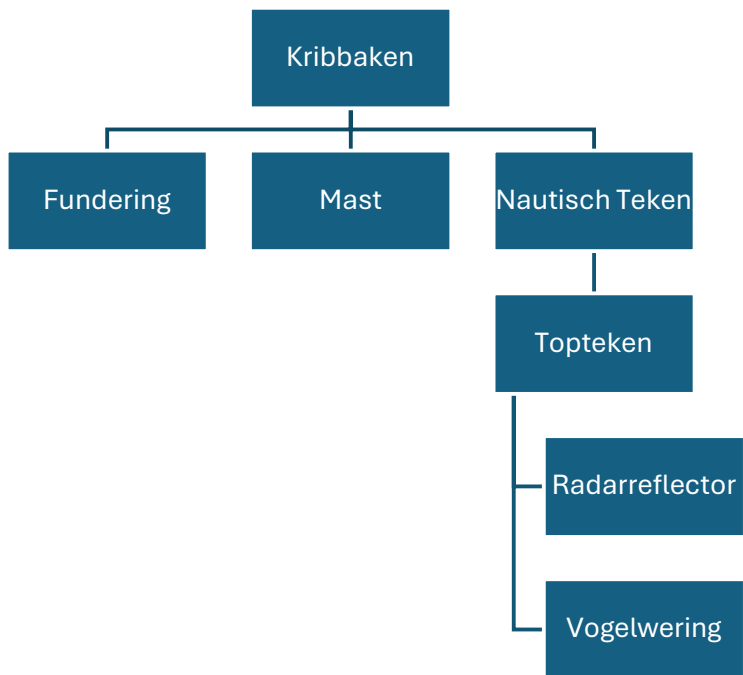 Kribbaken
Fundering
Mast
Nautisch Teken
Topteken
Radarreflector
Vogelwering